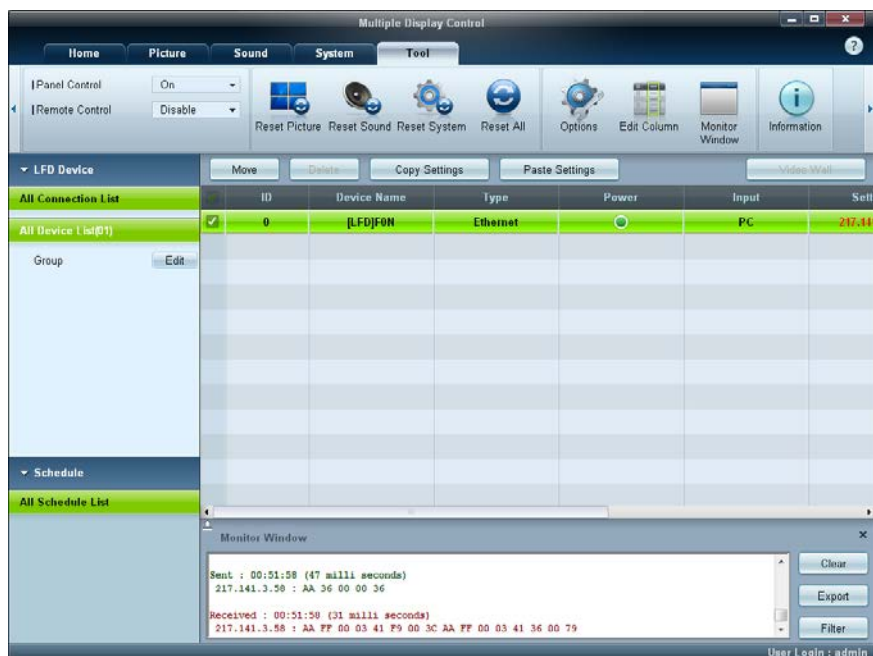 Multiple Display Control
Home Picture Sound System Tool
Panel Control On
Remote Control Disable
Reset Picture Reset Sound Reset System Reset All Options Edit Column Monitor Window Information
LFD Device
Move Delete Copy Settings Paste Settings Video Wall
All Connection List
ID Device Name Type Power Input Sett
All Device List(01)
0 [LFD]F0N Ethernet PC 217.14
Group Edit
Schedule
All Schedule List
Monitor Window
Sent : 00:51:58 (47 milli seconds)
217.141.3.58 : AA 36 00 00 36
Received : 00:51:58 (31 milli seconds)
217.141.3.58 : AA FF 00 03 41 F9 00 3C AA FF 00 03 41 36 00 79
Clear
Export
Filter
User Login : admin